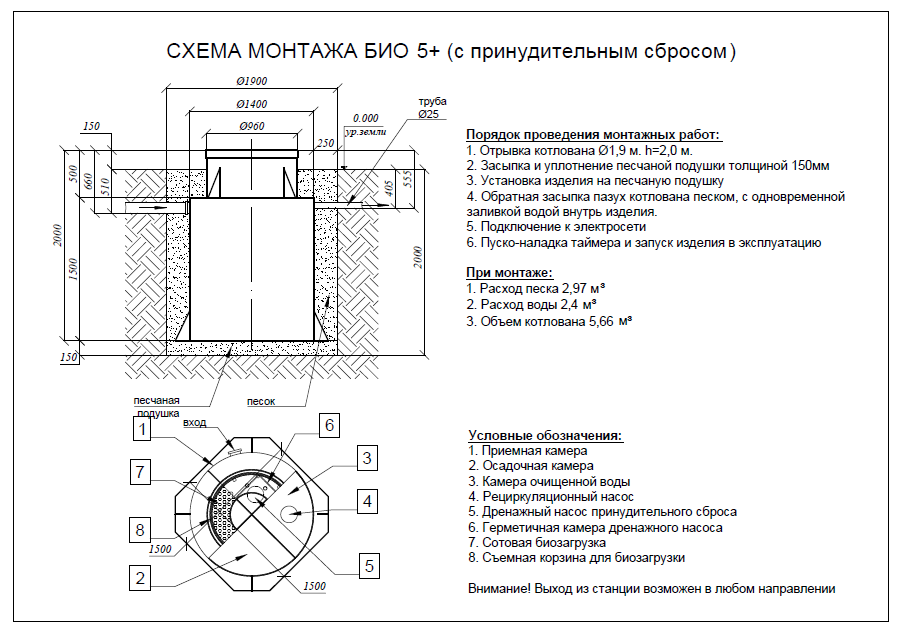 СХЕМА МОНТАЖА БИО 5+ (с принудительным сбросом)
Ø1900
Ø1400
Ø960
150
250
0.000
ур.земли
труба
Ø25
500
660
510
405
555
2000
1500
2000
150
песчаная
подушка
песок
Порядок проведения монтажных работ:
1. Отрывка котлована Ø1,9 м. h=2,0 м.
2. Засыпка и уплотнение песчаной подушки толщиной 150мм
3. Установка изделия на песчаную подушку
4. Обратная засыпка пазух котлована песком, с одновременной
заливкой водой внутрь изделия.
5. Подключение к электросети
6. Пуско-наладка таймера и запуск изделия в эксплуатацию
При монтаже:
1. Расход песка 2,97 м³
2. Расход воды 2,4 м³
3. Объем котлована 5,66 м³
1
вход
6
7
3
4
8
1500
2
5
1500
Условные обозначения:
1. Приемная камера
2. Осадочная камера
3. Камера очищенной воды
4. Рециркуляционный насос
5. Дренажный насос принудительного сброса
6. Герметичная камера дренажного насоса
7. Сотовая биозагрузка
8. Съемная корзина для биозагрузки
Внимание! Выход из станции возможен в любом направлении